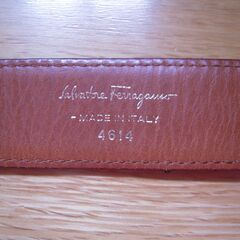 Salvatore Ferragamo
- MADE IN ITALY
4614